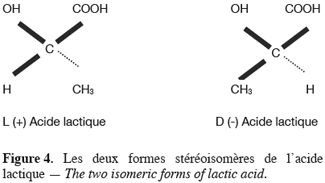 OH COOH OH COOH
C C
H CH₃ CH₃ H
L (+) Acide lactique D (-) Acide lactique
Figure 4. Les deux formes stéréoisomères de l'acide
lactique — The two isomeric forms of lactic acid.